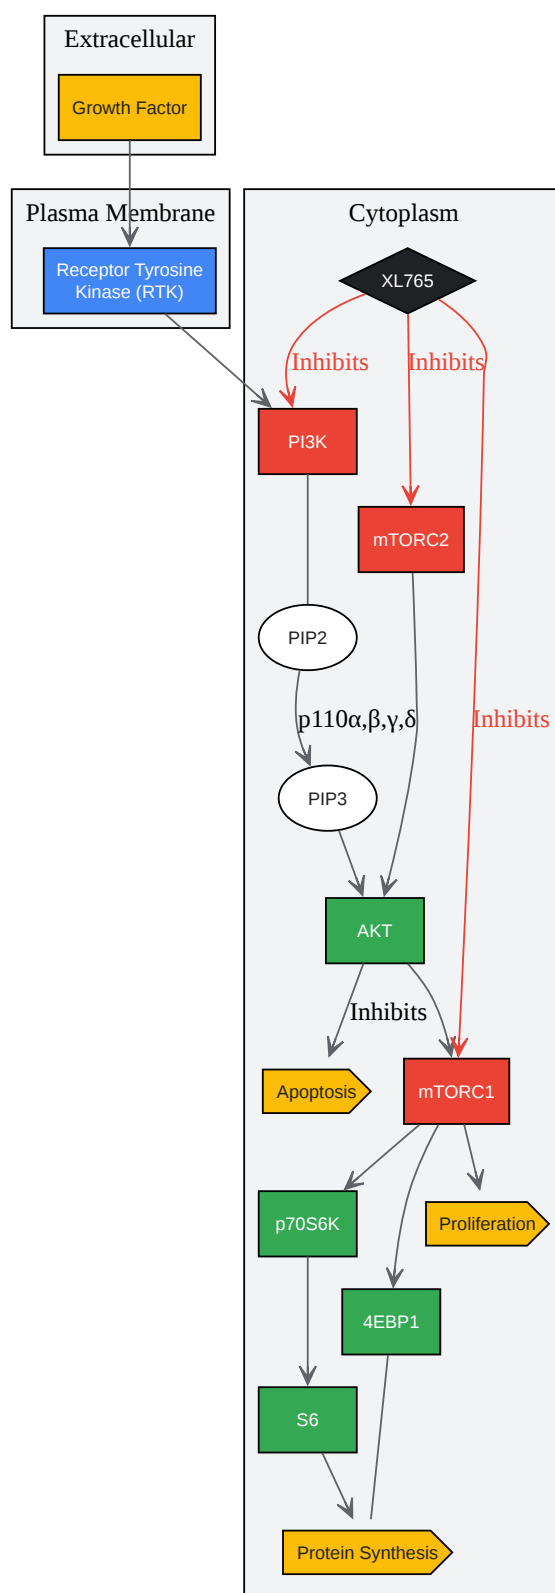 Extracellular
Growth Factor
Plasma Membrane
Receptor Tyrosine
Kinase (RTK)
Cytoplasm
XL765
Inhibits
Inhibits
PI3K
mTORC2
PIP2
p110α,β,γ,δ
Inhibits
PIP3
AKT
Inhibits
Apoptosis
mTORC1
p70S6K
Proliferation
4EBP1
S6
Protein Synthesis